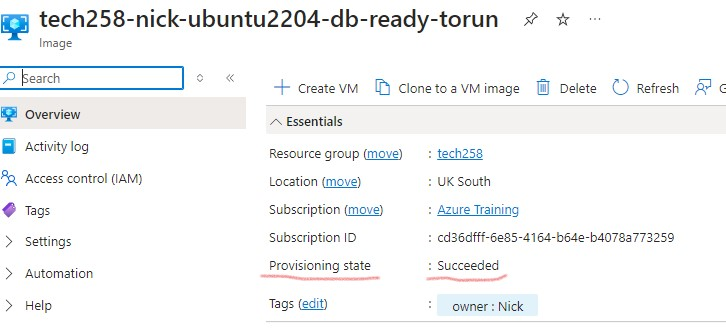 tech258-nick-ubuntu2204-db-ready-torun
Image
Search
Create VM Clone to a VM image Delete Refresh
Overview
Essentials
Activity log
Resource group (move) : tech258
Access control (IAM)
Location (move) : UK South
Tags
Subscription (move) : Azure Training
Settings
Subscription ID : cd36dfff-6e85-4164-b64e-b4078a773259
Automation
Provisioning state : Succeeded
Help
Tags (edit) : owner : Nick